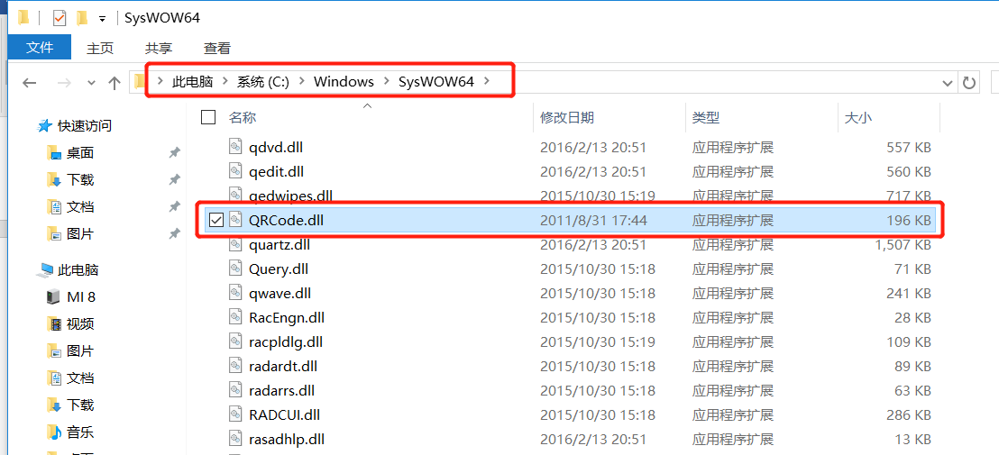 SysWOW64
文件 主页 共享 查看
此电脑 系统 (C:) Windows SysWOW64
名称 修改日期 类型 大小
快速访问
桌面
下载
文档
图片
此电脑
MI 8
视频
图片
文档
下载
音乐
qdvd.dll 2016/2/13 20:51 应用程序扩展 557 KB
qedit.dll 2016/2/13 20:51 应用程序扩展 560 KB
qedwipes.dll 2015/10/30 15:19 应用程序扩展 717 KB
QRCode.dll 2011/8/31 17:44 应用程序扩展 196 KB
quartz.dll 2016/2/13 20:51 应用程序扩展 1,507 KB
Query.dll 2015/10/30 15:18 应用程序扩展 71 KB
qwave.dll 2015/10/30 15:18 应用程序扩展 241 KB
RacEngn.dll 2015/10/30 15:18 应用程序扩展 28 KB
racpldlg.dll 2015/10/30 15:19 应用程序扩展 109 KB
radardt.dll 2015/10/30 15:18 应用程序扩展 89 KB
radarrs.dll 2015/10/30 15:18 应用程序扩展 63 KB
RADCUI.dll 2015/10/30 15:18 应用程序扩展 286 KB
rasadhlp.dll 2016/2/13 20:51 应用程序扩展 13 KB